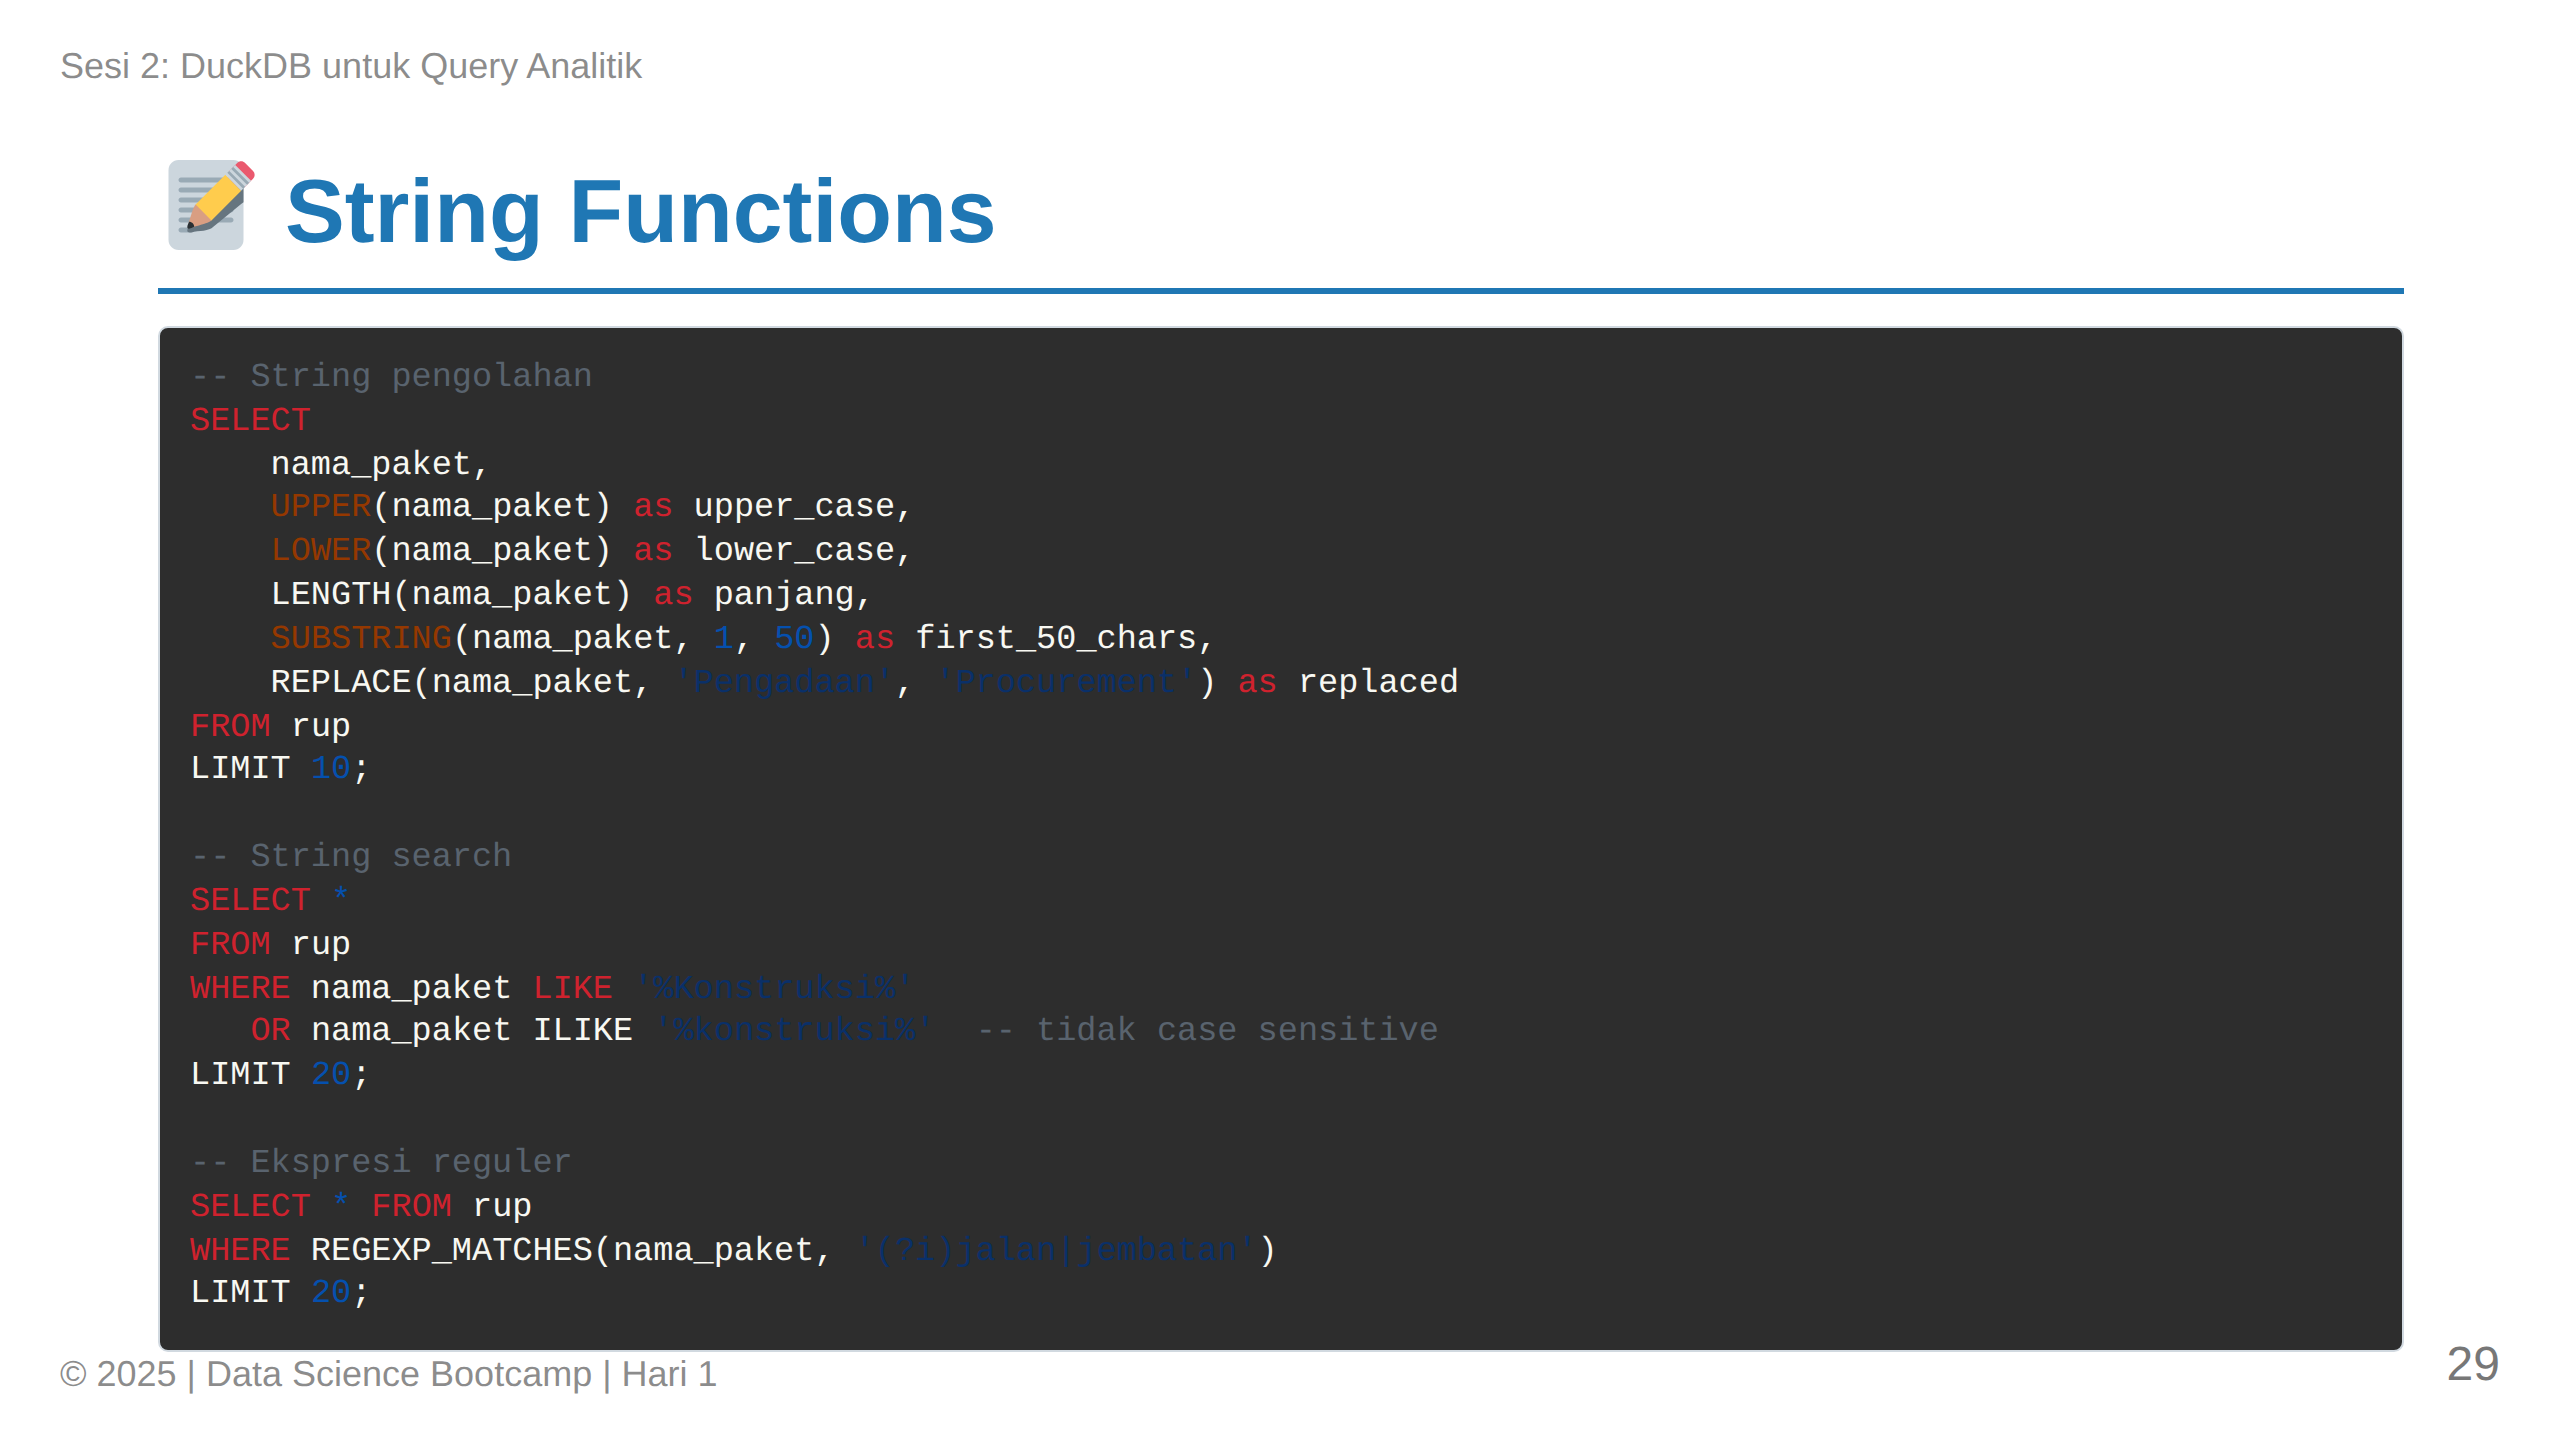 Sesi 2: DuckDB untuk Query Analitik
String Functions
-- String pengolahan
SELECT
    nama_paket,
    UPPER(nama_paket) as upper_case,
    LOWER(nama_paket) as lower_case,
    LENGTH(nama_paket) as panjang,
    SUBSTRING(nama_paket, 1, 50) as first_50_chars,
    REPLACE(nama_paket, 'Pengadaan', 'Procurement') as replaced
FROM rup
LIMIT 10;
-- String search
SELECT *
FROM rup
WHERE nama_paket LIKE '%Konstruksi%'
   OR nama_paket ILIKE '%konstruksi%'  -- tidak case sensitive
LIMIT 20;
-- Ekspresi reguler
SELECT * FROM rup
WHERE REGEXP_MATCHES(nama_paket, '(?i)jalan|jembatan')
LIMIT 20;
© 2025 | Data Science Bootcamp | Hari 1
29